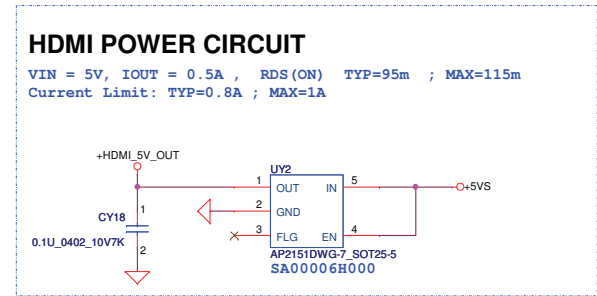 HDMI POWER CIRCUIT
VIN = 5V, IOUT = 0.5A , RDS(ON) TYP=95m ; MAX=115m
Current Limit: TYP=0.8A ; MAX=1A
+HDMI_5V_OUT
UY2
1 OUT IN 5
+5VS
2 GND
CY18 1
3 FLG EN 4
0.1U_0402_10V7K
2
AP2151DWG-7_SOT25-5
SA00006H000